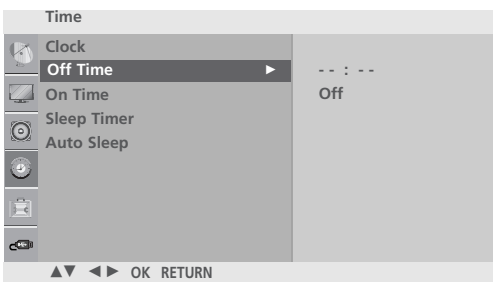 Time
Clock
Off Time ►
- - : - -
On Time
Off
Sleep Timer
Auto Sleep
▲▼ ◄► OK RETURN